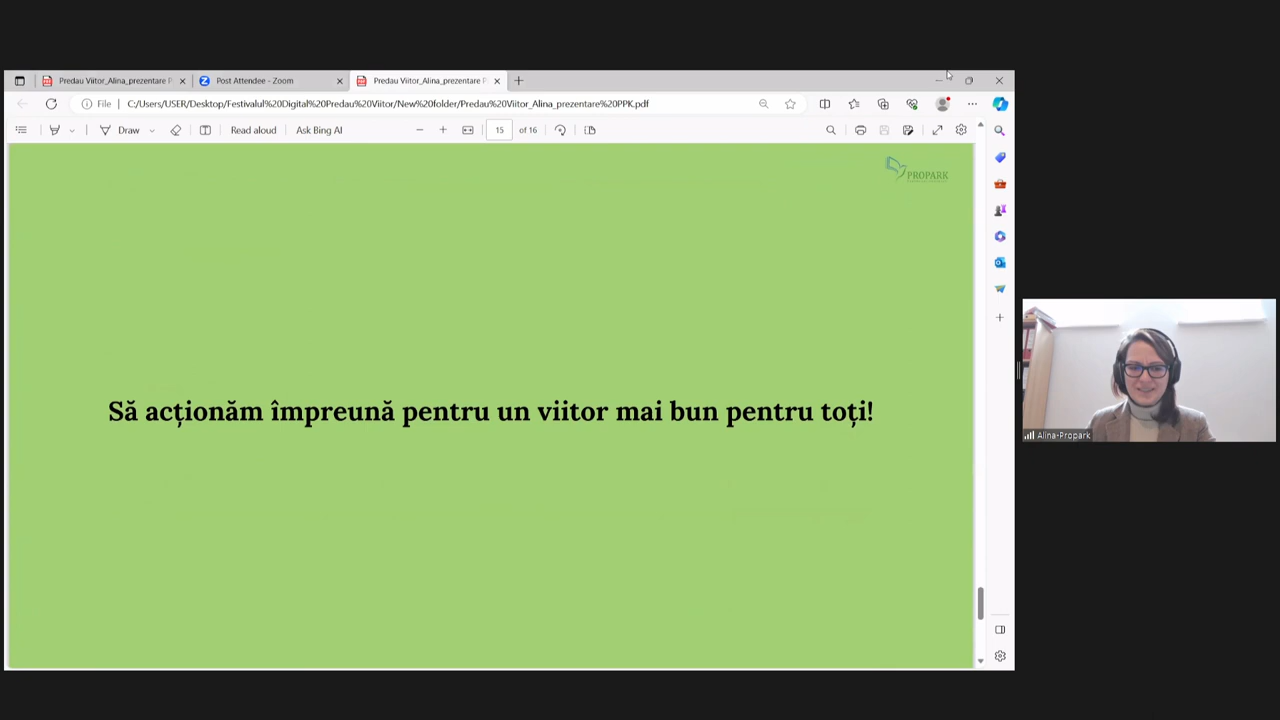 Predau Viitor_Alina_prezentare P
Post Attendee - Zoom
Predau Viitor_Alina_prezentare P
File
C:/Users/USER/Desktop/Festivalul%20Digital%20Predau%20Viitor/New%20folder/Predau%20Viitor_Alina_prezentare%20PPK.pdf
Draw
Read aloud
Ask Bing AI
15
of 16
PROPARK
Să acționăm împreună pentru un viitor mai bun pentru toți!
Alina-Propark